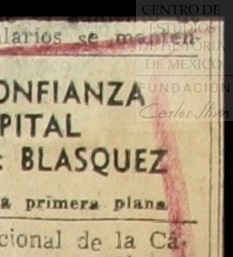 CENTRO DE
ESTUDIOS
DE HISTORIA
DE MÉXICO
FUNDACIÓN
Carlos Slim
alarios se manten-
ONFIANZA
PITAL
: BLASQUEZ
a primera plana
cional de la Cá-